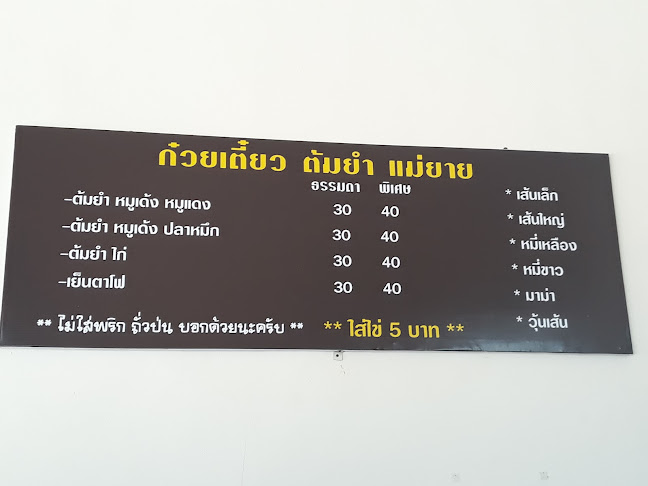 ก๋วยเตี๋ยว ต้มยำ แม่ยาย
ธรรมดา พิเศษ
-ต้มยำ หมูเด้ง หมูแดง 30 40
-ต้มยำ หมูเด้ง ปลาหมึก 30 40
-ต้มยำ ไก่ 30 40
-เย็นตาโฟ 30 40
* เส้นเล็ก
* เส้นใหญ่
* หมี่เหลือง
* หมี่ขาว
* มาม่า
* วุ้นเส้น
** ไม่ใส่พริก ถั่วป่น บอกด้วยนะครับ **
** ใส่ไข่ 5 บาท **